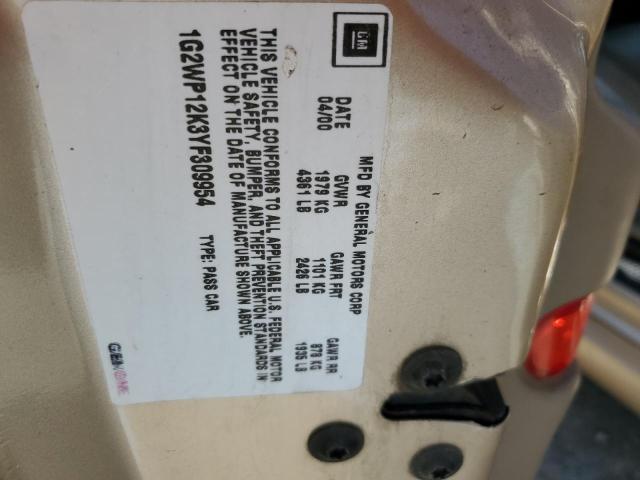 GM
MFD BY GENERAL MOTORS CORP
DATE GVWR GAWR FRT GAWR RR
04/00 1979 KG 1101 KG 878 KG
4361 LB 2426 LB 1935 LB
THIS VEHICLE CONFORMS TO ALL APPLICABLE U.S. FEDERAL MOTOR
VEHICLE SAFETY, BUMPER, AND THEFT PREVENTION STANDARDS IN
EFFECT ON THE DATE OF MANUFACTURE SHOWN ABOVE.
1G2WP12K3YF309954 TYPE: PASS CAR